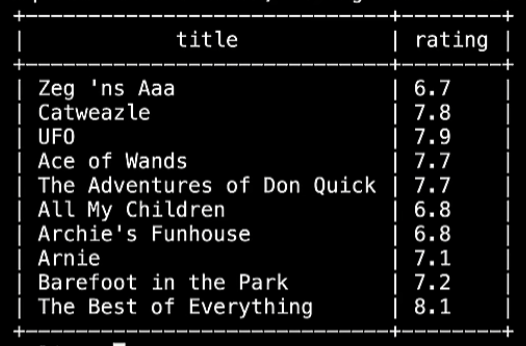 title | rating
Zeg 'ns Aaa | 6.7
Catweazle | 7.8
UFO | 7.9
Ace of Wands | 7.7
The Adventures of Don Quick | 7.7
All My Children | 6.8
Archie's Funhouse | 6.8
Arnie | 7.1
Barefoot in the Park | 7.2
The Best of Everything | 8.1